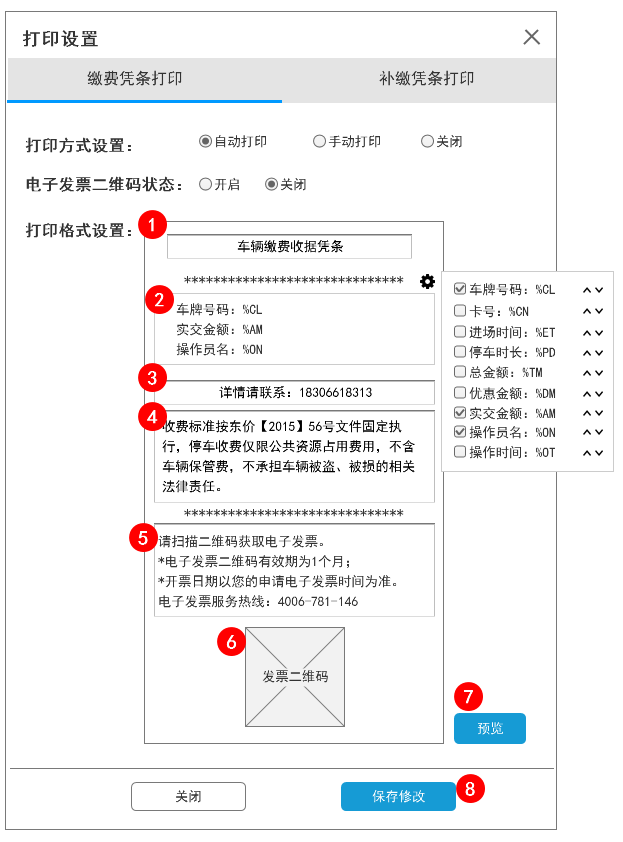 打印设置
缴费凭条打印
补缴凭条打印
打印方式设置：
自动打印
手动打印
关闭
电子发票二维码状态：
开启
关闭
打印格式设置：
1
车辆缴费收据凭条
******************************
2
车牌号码：%CL
实交金额：%AM
操作员名：%ON
车牌号码：%CL
卡号：%CN
进场时间：%ET
停车时长：%PD
总金额：%TM
优惠金额：%DM
实交金额：%AM
操作员名：%ON
操作时间：%OT
3
详情请联系：18306618313
4
收费标准按东价【2015】56号文件固定执
行，停车收费仅限公共资源占用费用，不含
车辆保管费，不承担车辆被盗、被损的相关
法律责任。
******************************
5
请扫描二维码获取电子发票。
*电子发票二维码有效期为1个月；
*开票日期以您的申请电子发票时间为准。
电子发票服务热线：4006-781-146
6
发票二维码
7
预览
关闭
保存修改
8